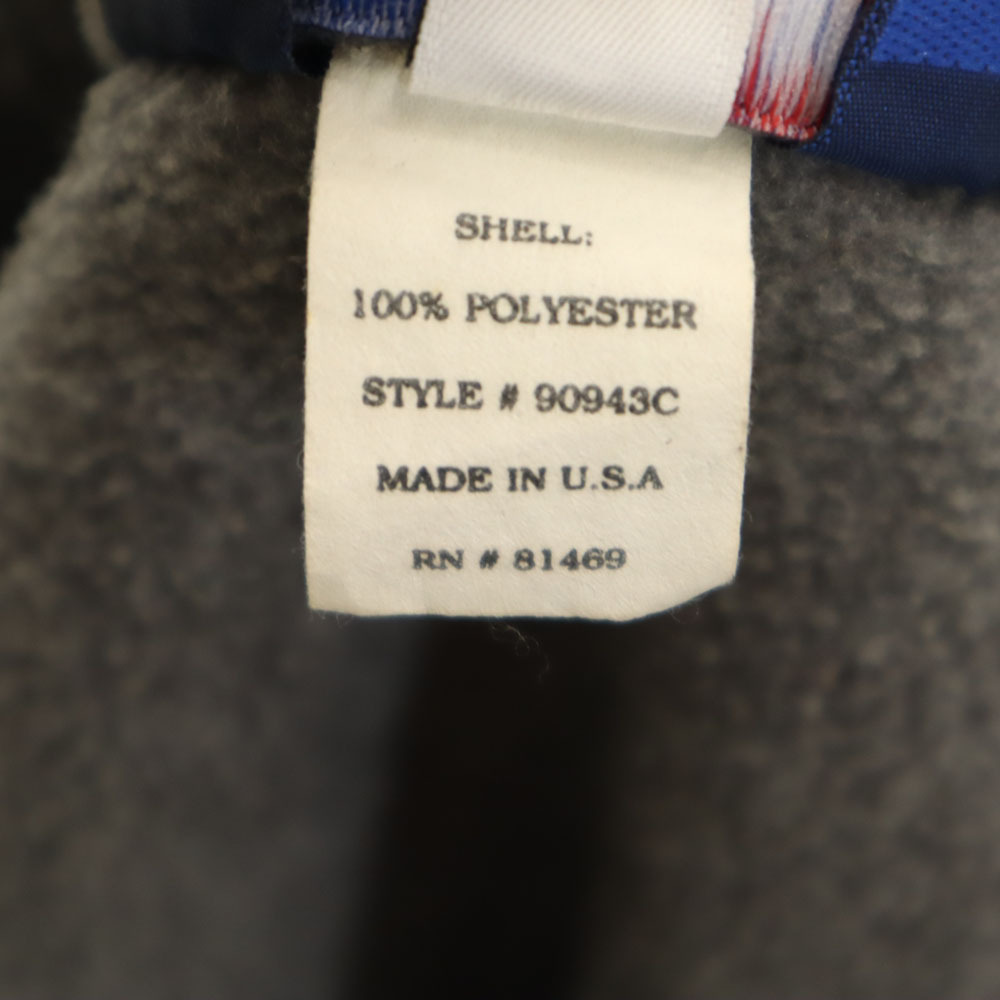 SHELL:
100% POLYESTER
STYLE # 90943C
MADE IN U.S.A
RN # 81469